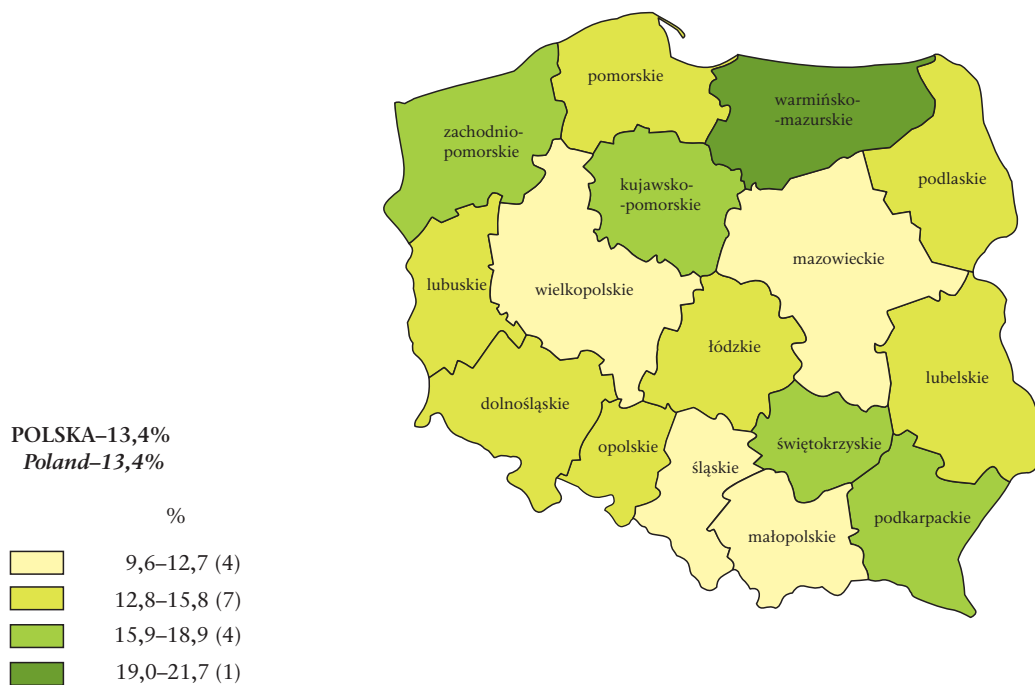 pomorskie
warmińsko-
-mazurskie
zachodnio-
pomorskie
kujawsko-
-pomorskie
podlaskie
mazowieckie
lubuskie
wielkopolskie
łódzkie
lubelskie
dolnośląskie
opolskie
świętokrzyskie
śląskie
podkarpackie
małopolskie
POLSKA–13,4%
Poland–13,4%
%
9,6–12,7 (4)
12,8–15,8 (7)
15,9–18,9 (4)
19,0–21,7 (1)